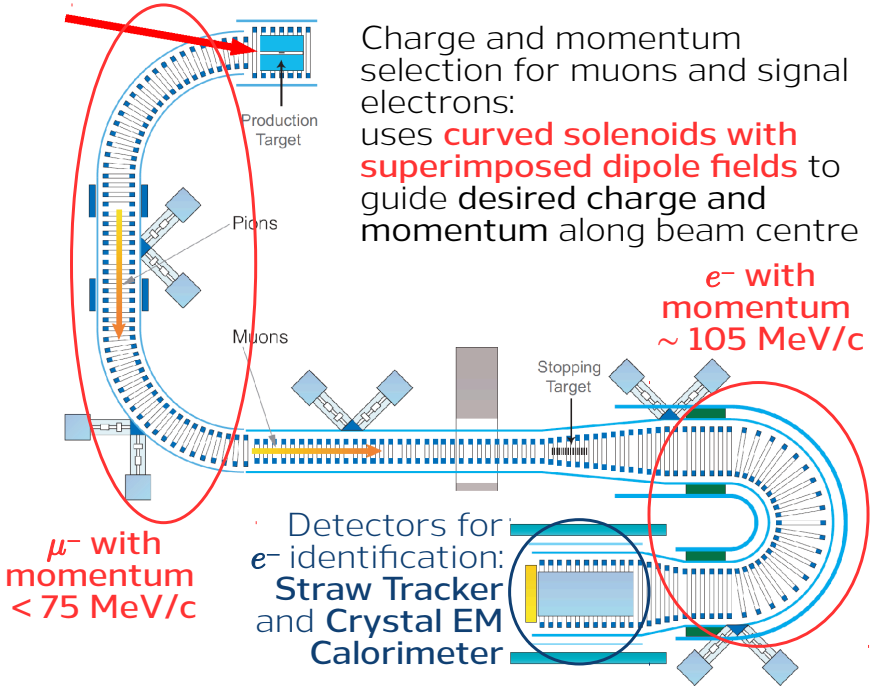 Charge and momentum
selection for muons and signal
electrons:
uses curved solenoids with
superimposed dipole fields to
guide desired charge and
momentum along beam centre
Production
Target
Pions
Muons
e⁻ with
momentum
~ 105 MeV/c
Stopping
Target
μ⁻ with
momentum
< 75 MeV/c
Detectors for
e⁻ identification:
Straw Tracker
and Crystal EM
Calorimeter